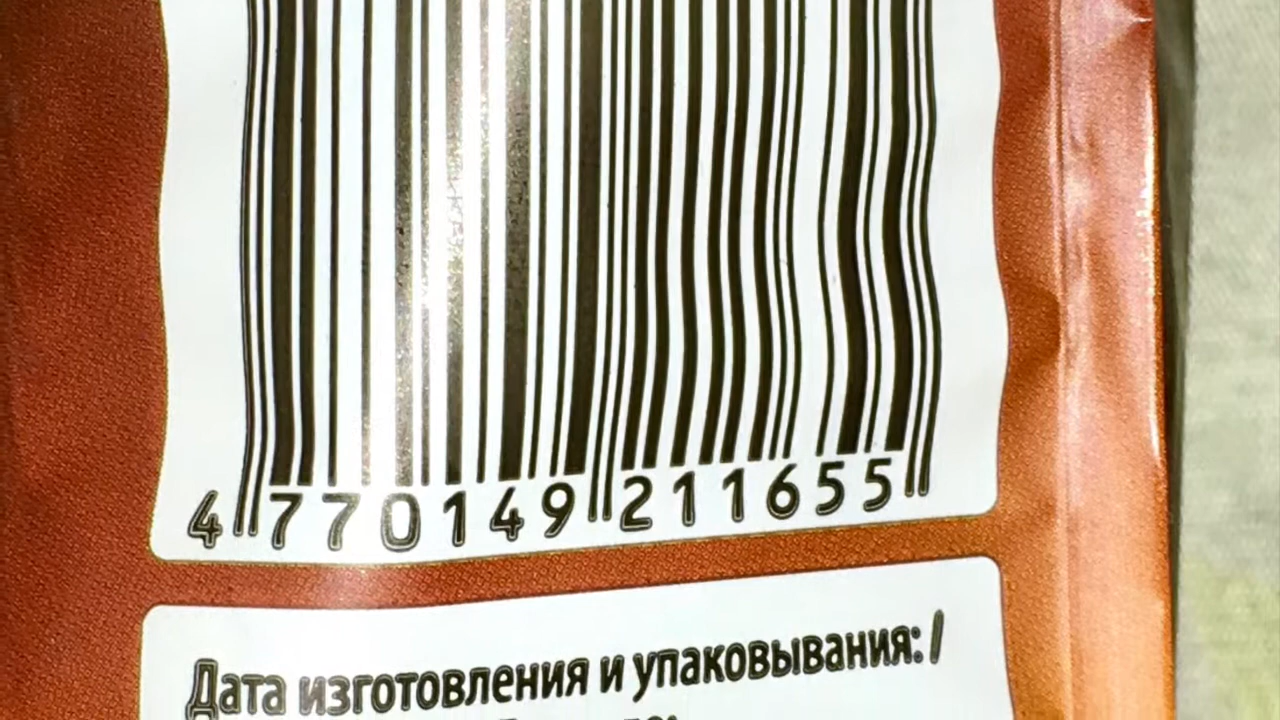 4 770149 211655
Дата изготовления и упаковывания: /